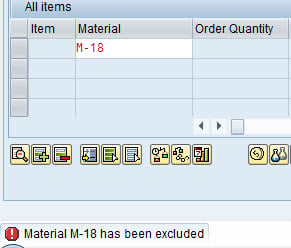 All items
Item Material Order Quantity
M-18
Material M-18 has been excluded